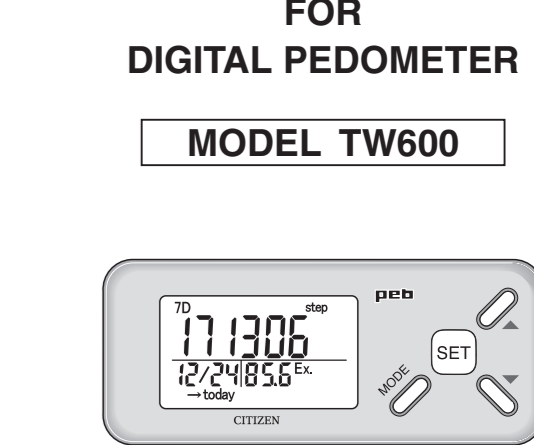 FOR
DIGITAL PEDOMETER
MODEL TW600
peb
7D step
171306
12/24 85.6 Ex.
→today
CITIZEN
MODE
SET